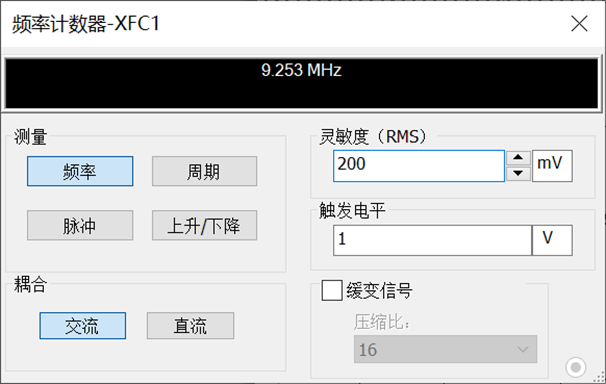 频率计数器-XFC1
9.253 MHz
测量
频率
周期
脉冲
上升/下降
耦合
交流
直流
灵敏度（RMS）
200
mV
触发电平
1
V
缓变信号
压缩比:
16